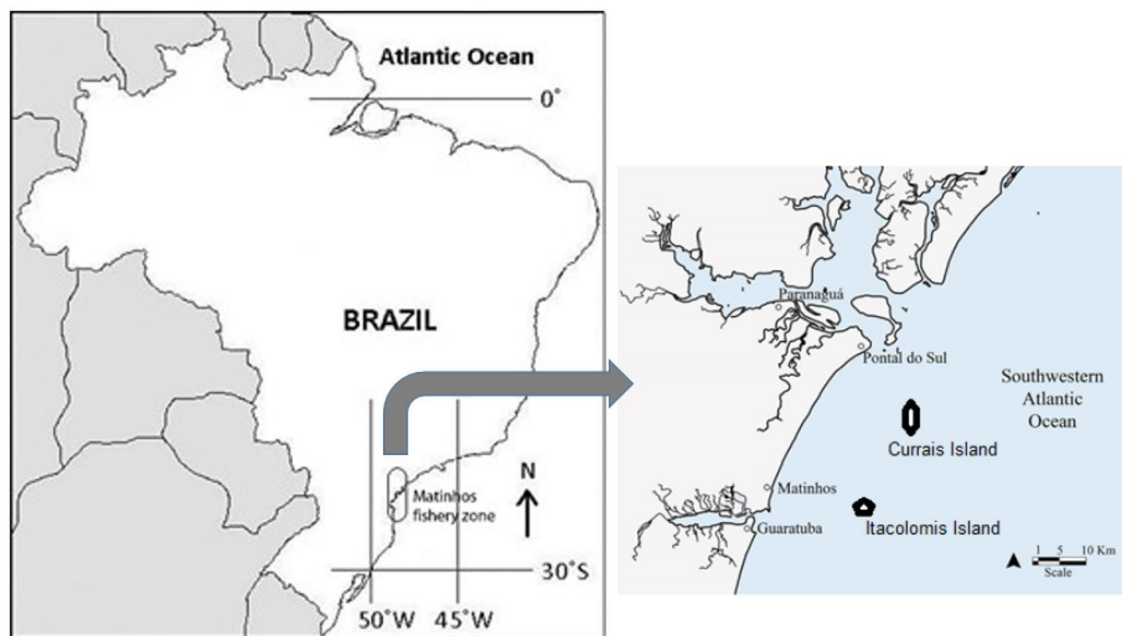 Atlantic Ocean
0°
BRAZIL
N
Matinhos
fishery zone
30°S
50°W
45°W
Paranaguá
Pontal do Sul
Southwestern
Atlantic
Ocean
Currais Island
Matinhos
Itacolomis Island
Guaratuba
1 5 10 Km
Scale